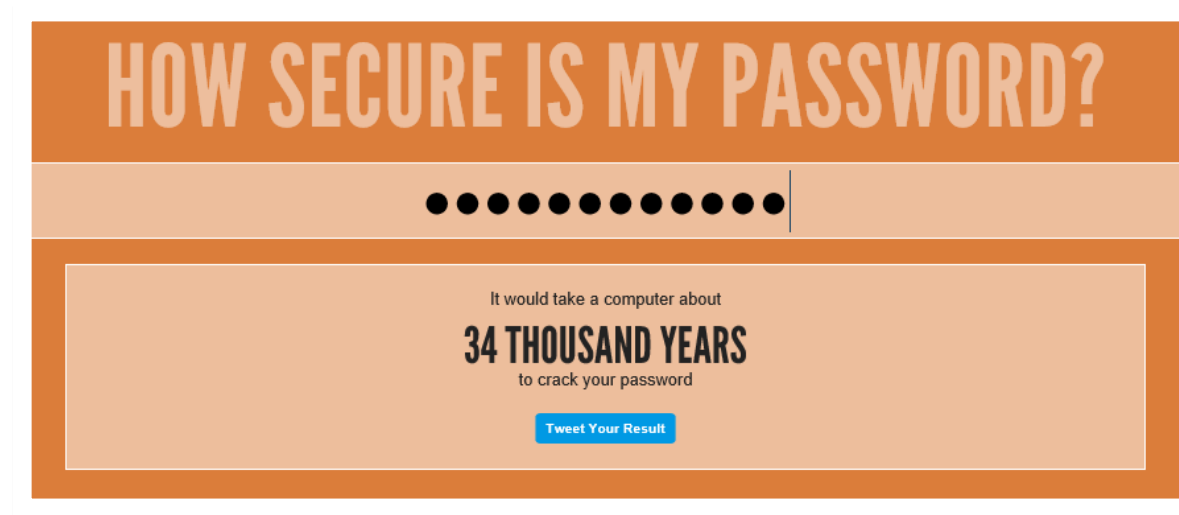 HOW SECURE IS MY PASSWORD?
It would take a computer about
34 THOUSAND YEARS
to crack your password
Tweet Your Result